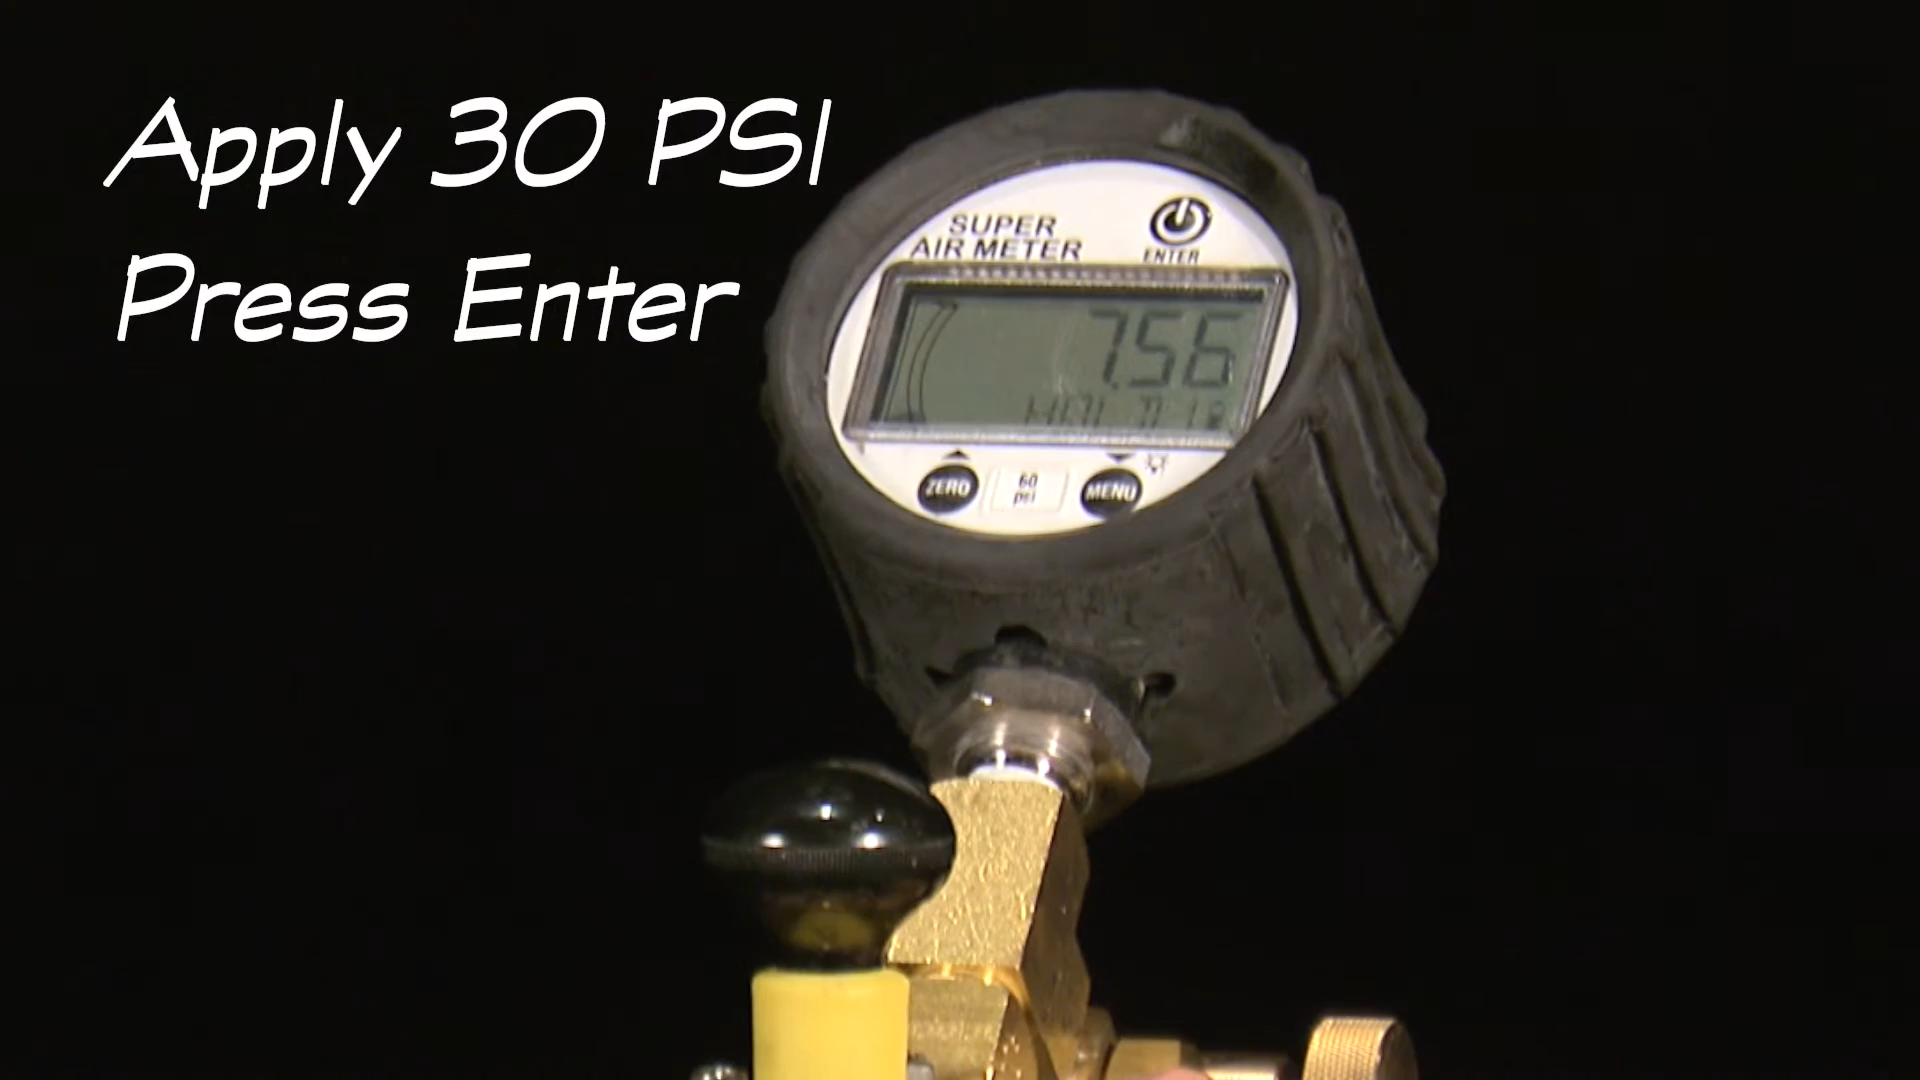 Apply 30 PSI
Press Enter
SUPER
AIR METER
ENTER
7.56
ZERO
60
psi
MENU